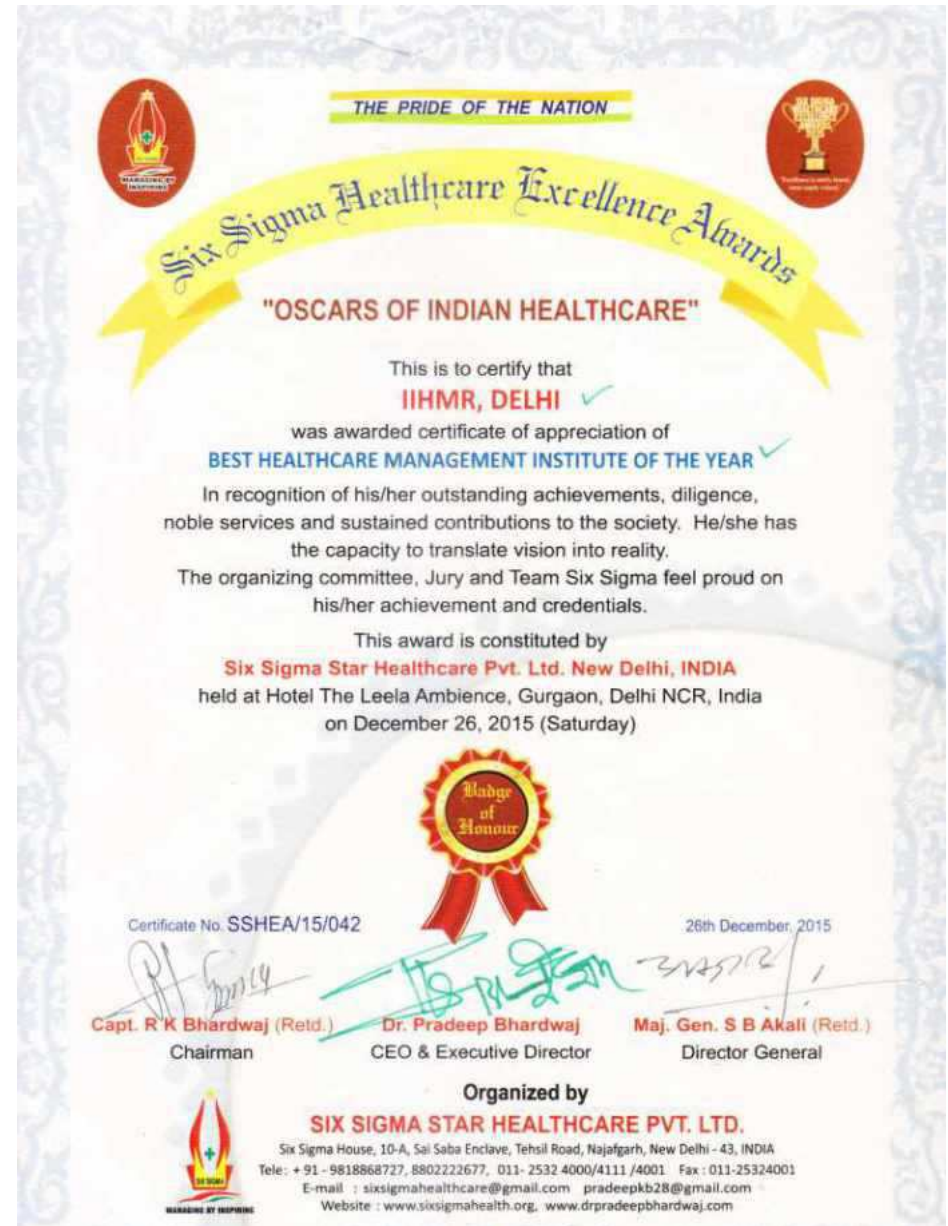 THE PRIDE OF THE NATION
MANAGING BY
INSPIRING
Six Sigma Healthcare Excellence Awards
"OSCARS OF INDIAN HEALTHCARE"
This is to certify that
IIHMR, DELHI
was awarded certificate of appreciation of
BEST HEALTHCARE MANAGEMENT INSTITUTE OF THE YEAR
In recognition of his/her outstanding achievements, diligence,
noble services and sustained contributions to the society. He/she has
the capacity to translate vision into reality.
The organizing committee, Jury and Team Six Sigma feel proud on
his/her achievement and credentials.
This award is constituted by
Six Sigma Star Healthcare Pvt. Ltd. New Delhi, INDIA
held at Hotel The Leela Ambience, Gurgaon, Delhi NCR, India
on December 26, 2015 (Saturday)
Badge
of
Honour
Certificate No. SSHEA/15/042
26th December, 2015
Capt. R K Bhardwaj (Retd.)
Dr. Pradeep Bhardwaj
Maj. Gen. S B Akali (Retd.)
Chairman
CEO & Executive Director
Director General
Organized by
SIX SIGMA STAR HEALTHCARE PVT. LTD.
Six Sigma House, 10-A, Sai Saba Enclave, Tehsil Road, Najafgarh, New Delhi - 43, INDIA
Tele: + 91 - 9818868727, 8802222677, 011- 2532 4000/4111 /4001 Fax : 011-25324001
E-mail : sixsigmahealthcare@gmail.com pradeepkb28@gmail.com
Website : www.sixsigmahealth.org, www.drpradeepbhardwaj.com
SIX SIGMA
MANAGING BY INSPIRING